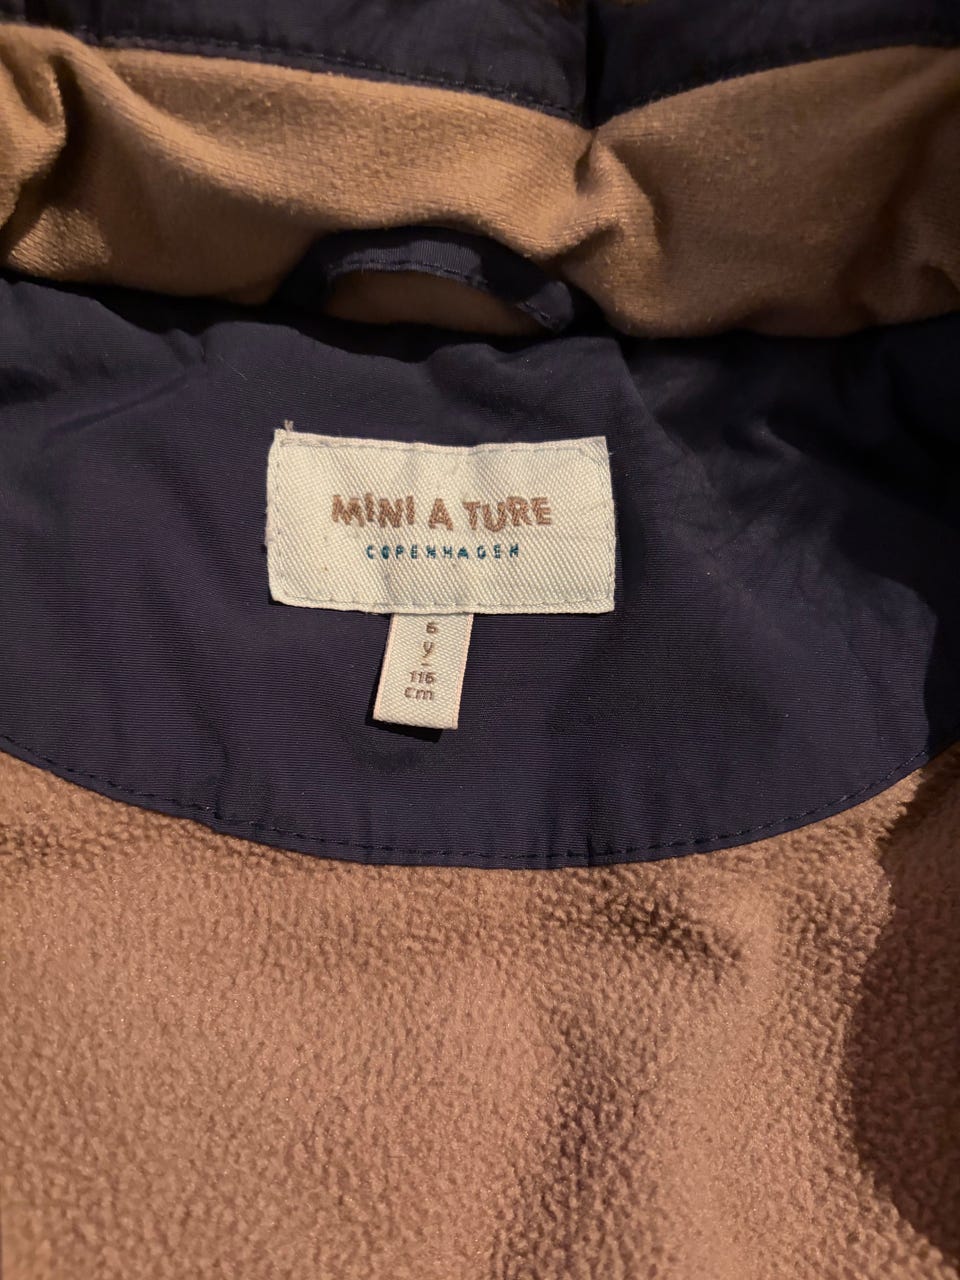 MINI A TURE
COPENHAGEN
6
y
-
116
cm